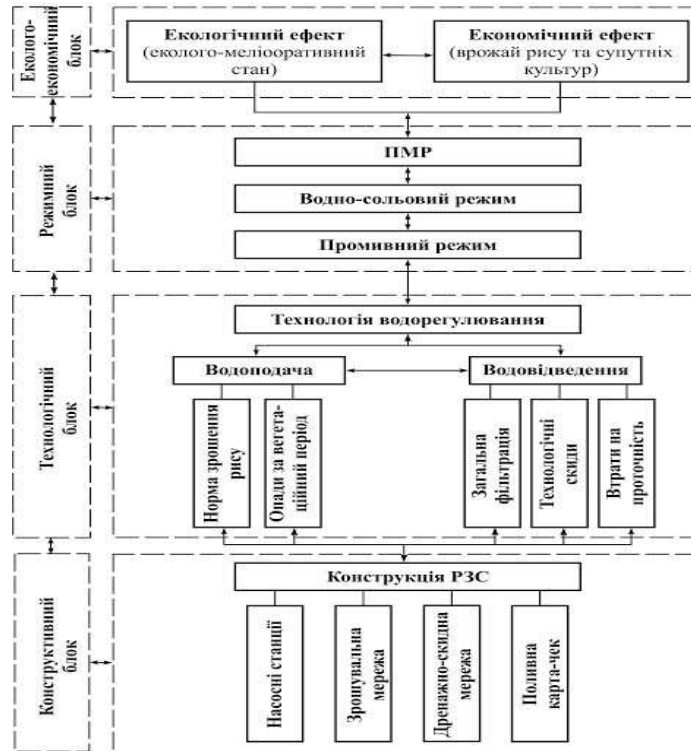 Еколого-
економічний
блок
Екологічний ефект
(еколого-меліооративний
стан)
Економічний ефект
(врожай рису та супутніх
культур)
Режимний
блок
ПМР
Водно-сольовий режим
Промивний режим
Технологічний
блок
Технологія водорегулювання
Водоподача
Водовідведення
Норма зрошення
рису
Опади за вегета-
ційний період
Загальна
фільтрація
Технологічні
скиди
Втрати на
проточність
Конструктивний
блок
Конструкція РЗС
Насосні станції
Зрошувальна
мережа
Дренажно-скидна
мережа
Поливна
карта-чек